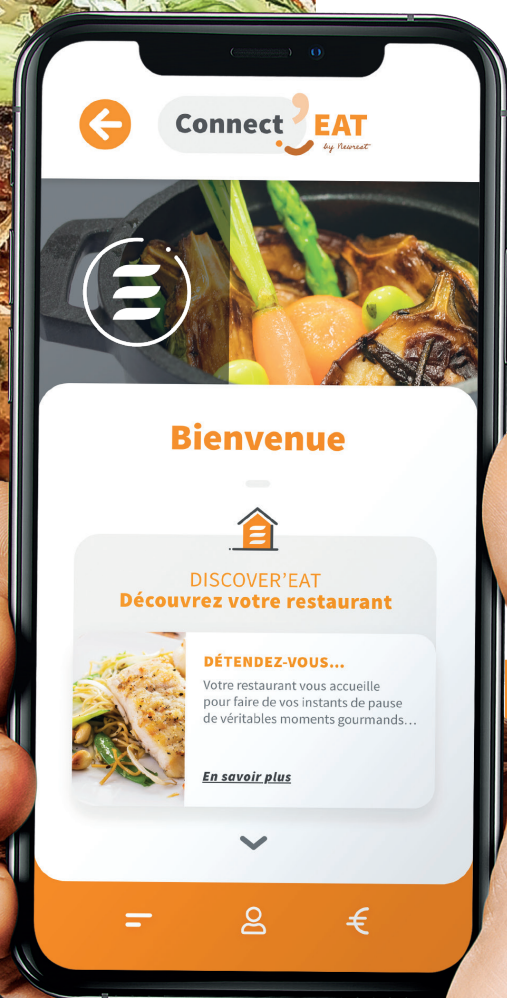 Connect'EAT
by Newrest
Bienvenue
DISCOVER'EAT
Découvrez votre restaurant
DÉTENDEZ-VOUS...
Votre restaurant vous accueille
pour faire de vos instants de pause
de véritables moments gourmands...
En savoir plus
€